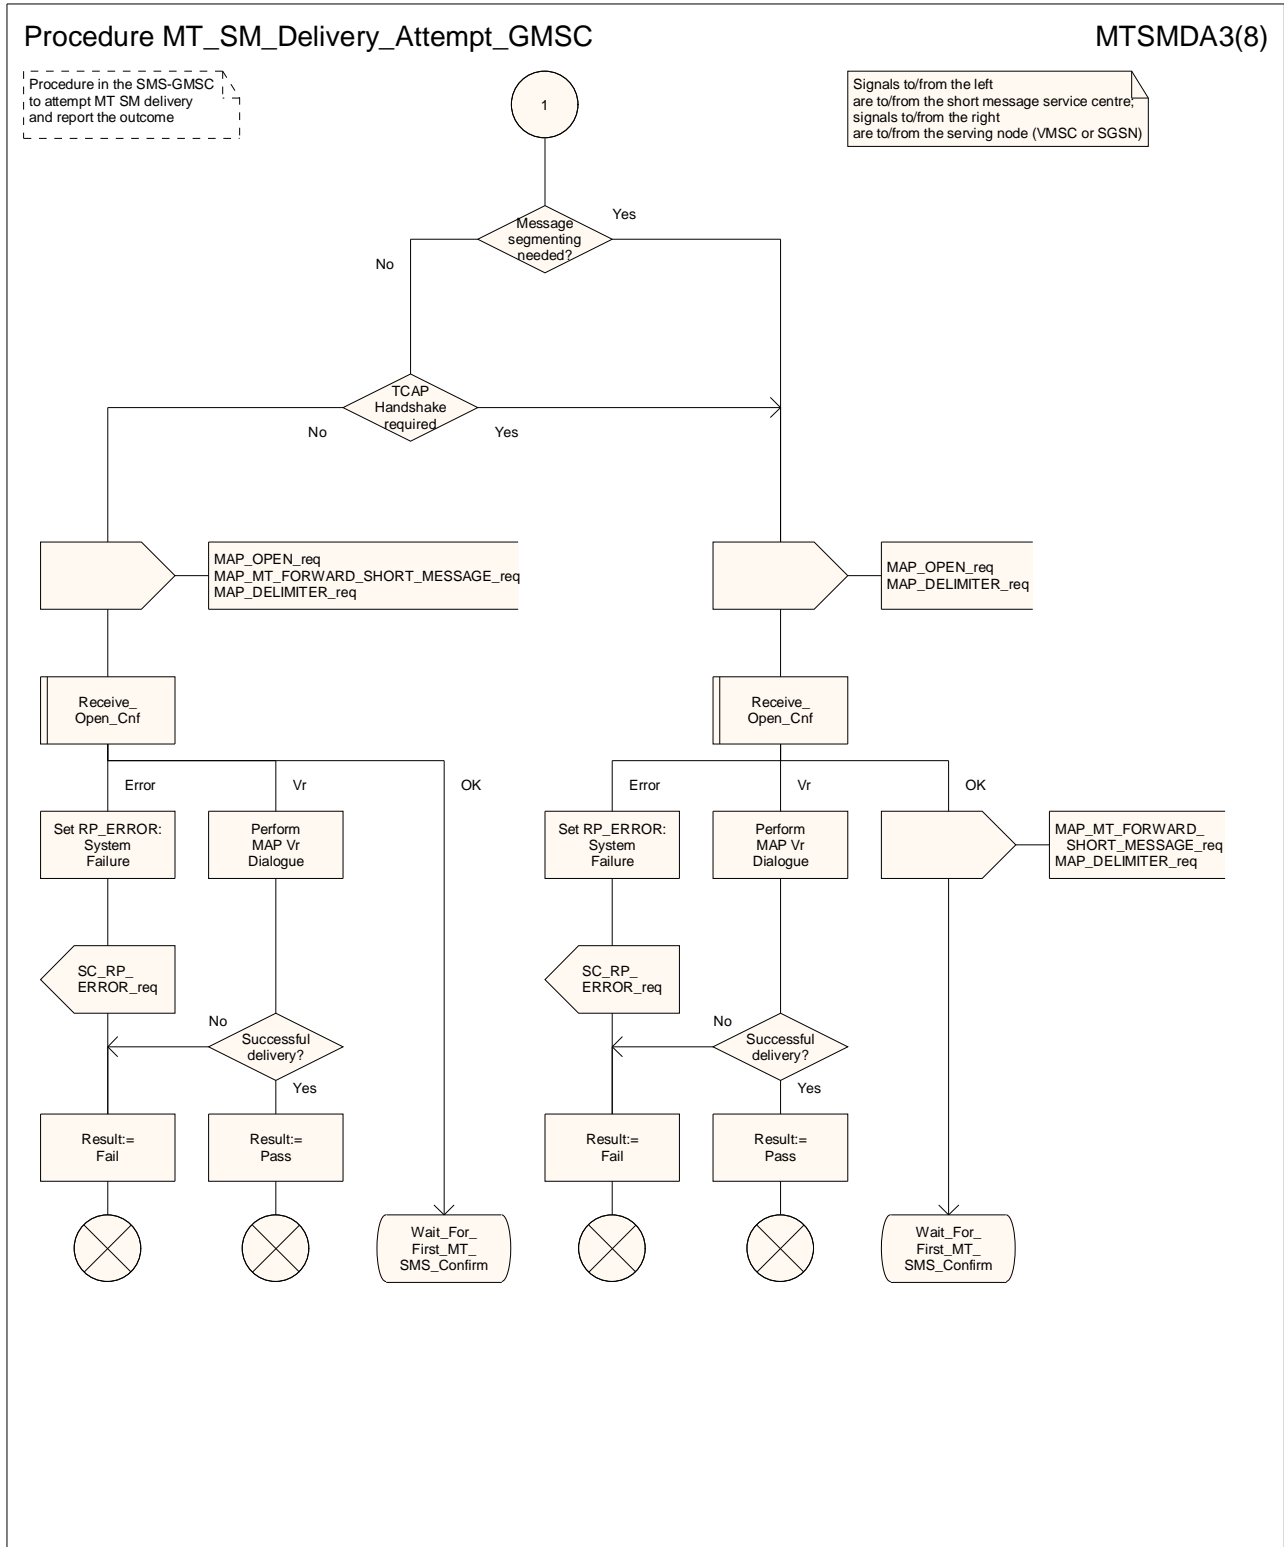 Procedure MT_SM_Delivery_Attempt_GMSC
MTSMDA3(8)
Procedure in the SMS-GMSC
to attempt MT SM delivery
and report the outcome
1
Signals to/from the left
are to/from the short message service centre;
signals to/from the right
are to/from the serving node (VMSC or SGSN)
Message
segmenting
needed?
Yes
No
TCAP
Handshake
required
No
Yes
MAP_OPEN_req
MAP_MT_FORWARD_SHORT_MESSAGE_req
MAP_DELIMITER_req
MAP_OPEN_req
MAP_DELIMITER_req
Receive_
Open_Cnf
Receive_
Open_Cnf
Error
Vr
OK
Error
Vr
OK
Set RP_ERROR:
System
Failure
Perform
MAP Vr
Dialogue
Set RP_ERROR:
System
Failure
Perform
MAP Vr
Dialogue
MAP_MT_FORWARD_
SHORT_MESSAGE_req
MAP_DELIMITER_req
SC_RP_
ERROR_req
SC_RP_
ERROR_req
No
Successful
delivery?
Yes
No
Successful
delivery?
Yes
Result:=
Fail
Result:=
Pass
Result:=
Fail
Result:=
Pass
Wait_For_
First_MT_
SMS_Confirm
Wait_For_
First_MT_
SMS_Confirm